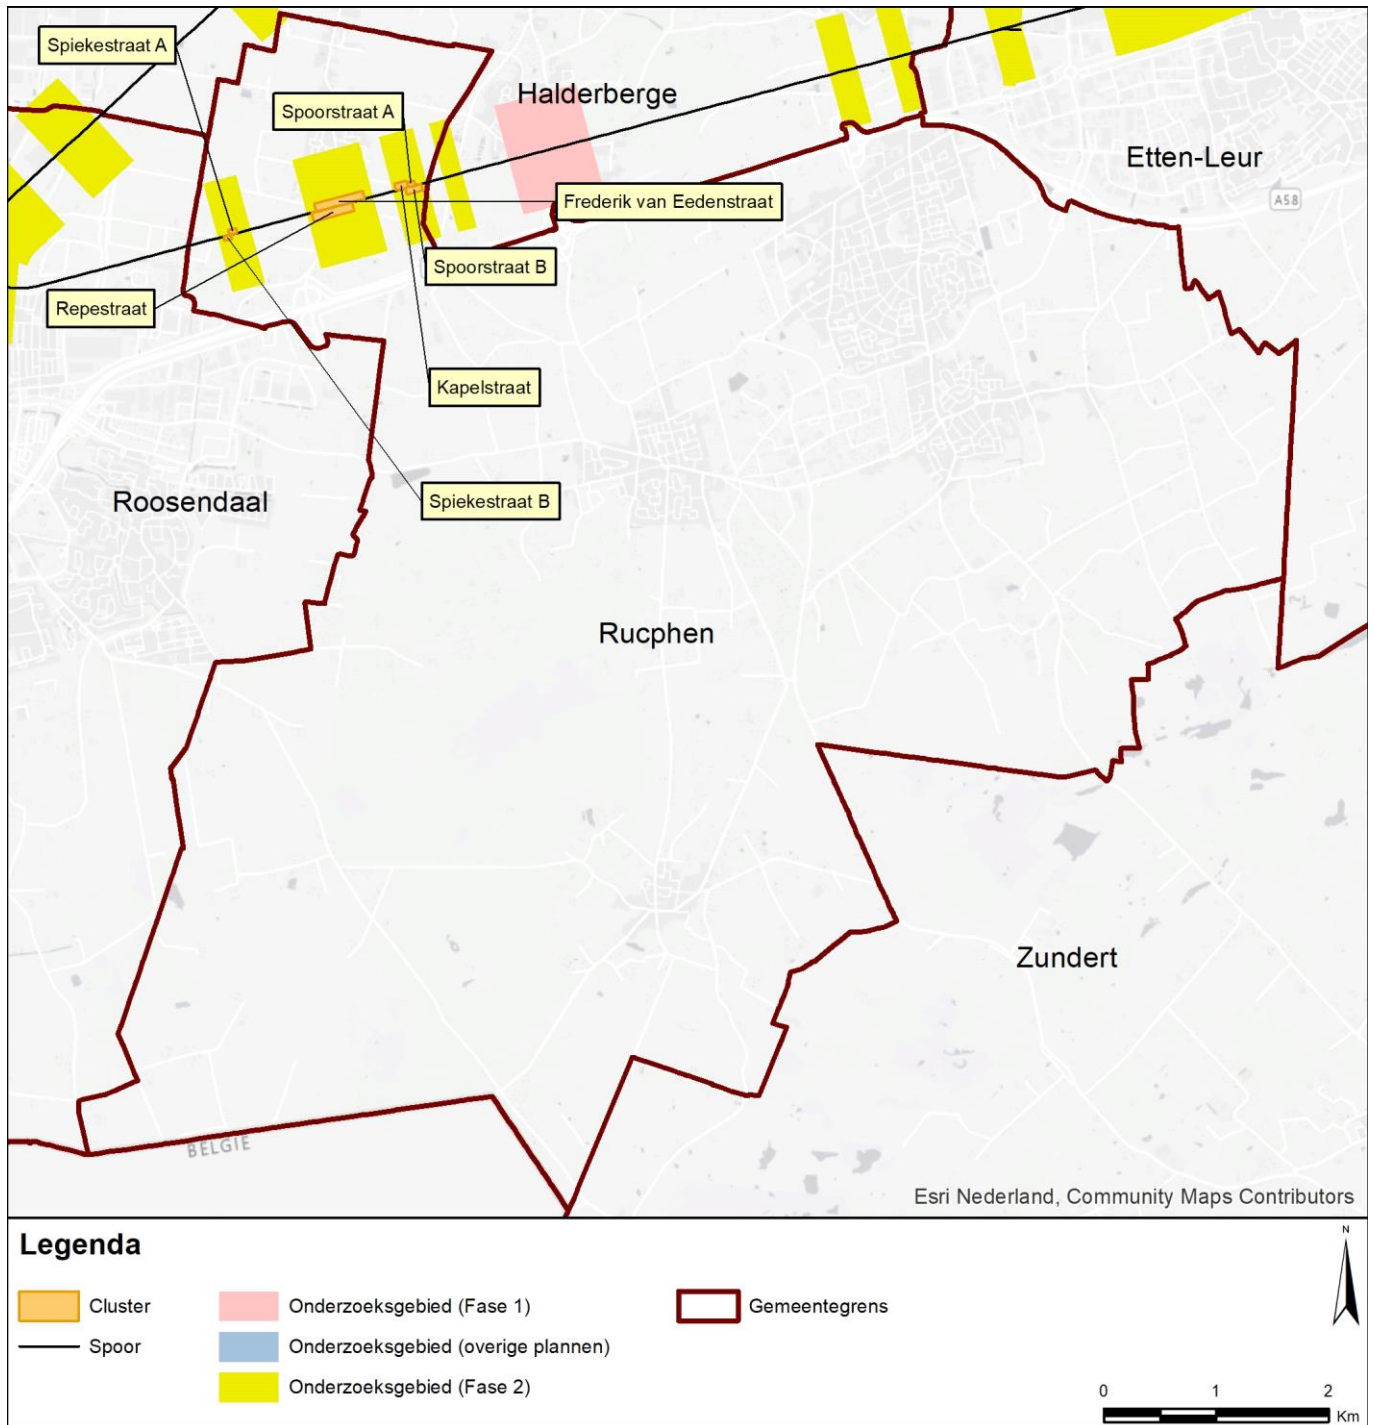 Spiekestraat A
Halderberge
Spoorstraat A
Etten-Leur
A58
Frederik van Eedenstraat
Spoorstraat B
Repestraat
Kapelstraat
Roosendaal
Spiekestraat B
Rucphen
Zundert
BELGIE
Esri Nederland, Community Maps Contributors
Legenda
N
Cluster
Onderzoeksgebied (Fase 1)
Gemeentegrens
Spoor
Onderzoeksgebied (overige plannen)
Onderzoeksgebied (Fase 2)
0 1 2
Km